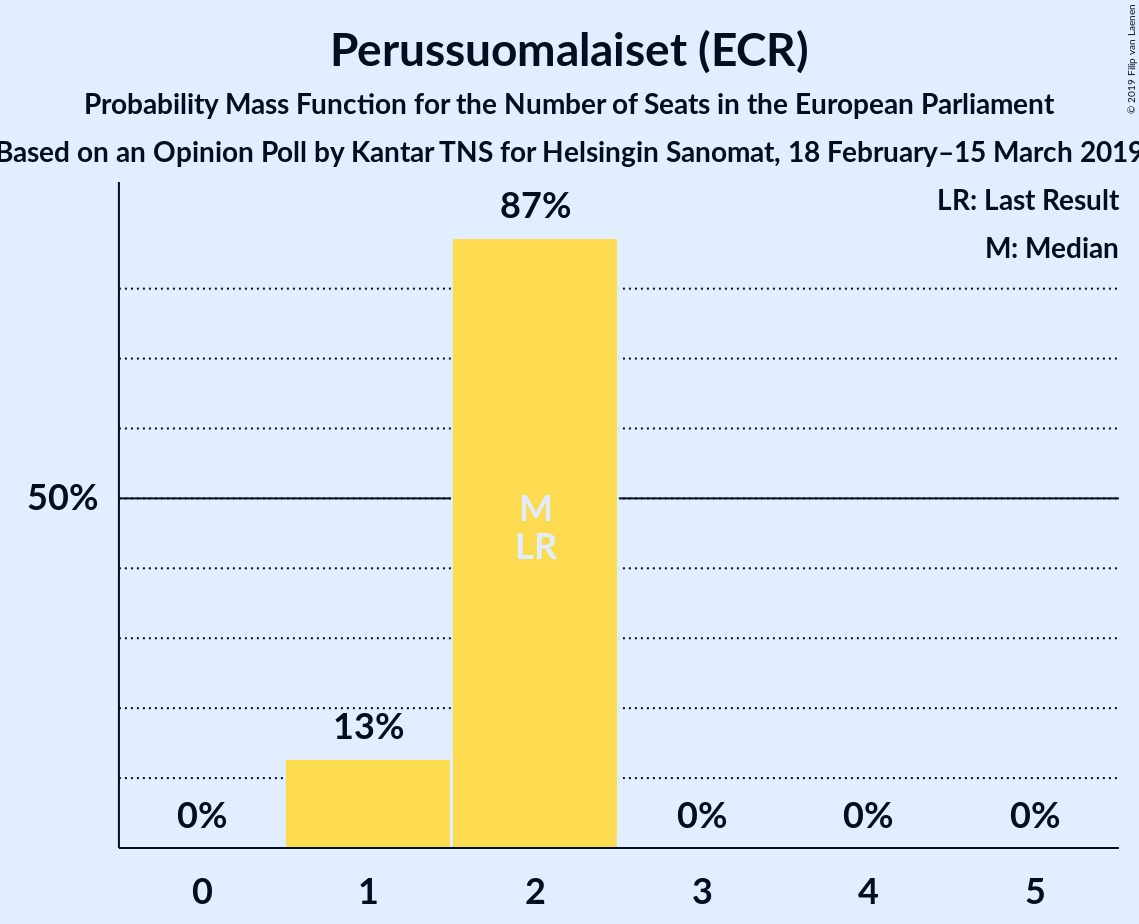 Perussuomalaiset (ECR)
Probability Mass Function for the Number of Seats in the European Parliament
Based on an Opinion Poll by Kantar TNS for Helsingin Sanomat, 18 February–15 March 2019
© 2019 Filip van Laenen
LR: Last Result
M: Median
87%
50%
M
LR
13%
0%
0%
0%
0%
0 1 2 3 4 5